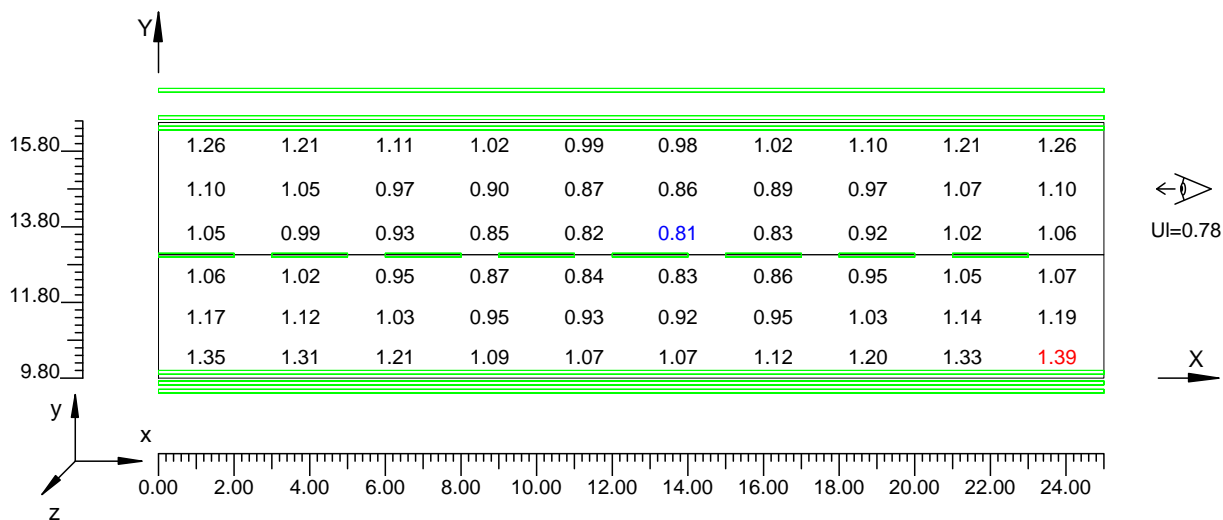 Y
15.80 1.26 1.21 1.11 1.02 0.99 0.98 1.02 1.10 1.21 1.26
1.10 1.05 0.97 0.90 0.87 0.86 0.89 0.97 1.07 1.10
13.80 1.05 0.99 0.93 0.85 0.82 0.81 0.83 0.92 1.02 1.06 Ul=0.78
1.06 1.02 0.95 0.87 0.84 0.83 0.86 0.95 1.05 1.07
11.80
1.17 1.12 1.03 0.95 0.93 0.92 0.95 1.03 1.14 1.19
1.35 1.31 1.21 1.09 1.07 1.07 1.12 1.20 1.33 1.39 X
9.80
y
x
0.00 2.00 4.00 6.00 8.00 10.00 12.00 14.00 16.00 18.00 20.00 22.00 24.00
z